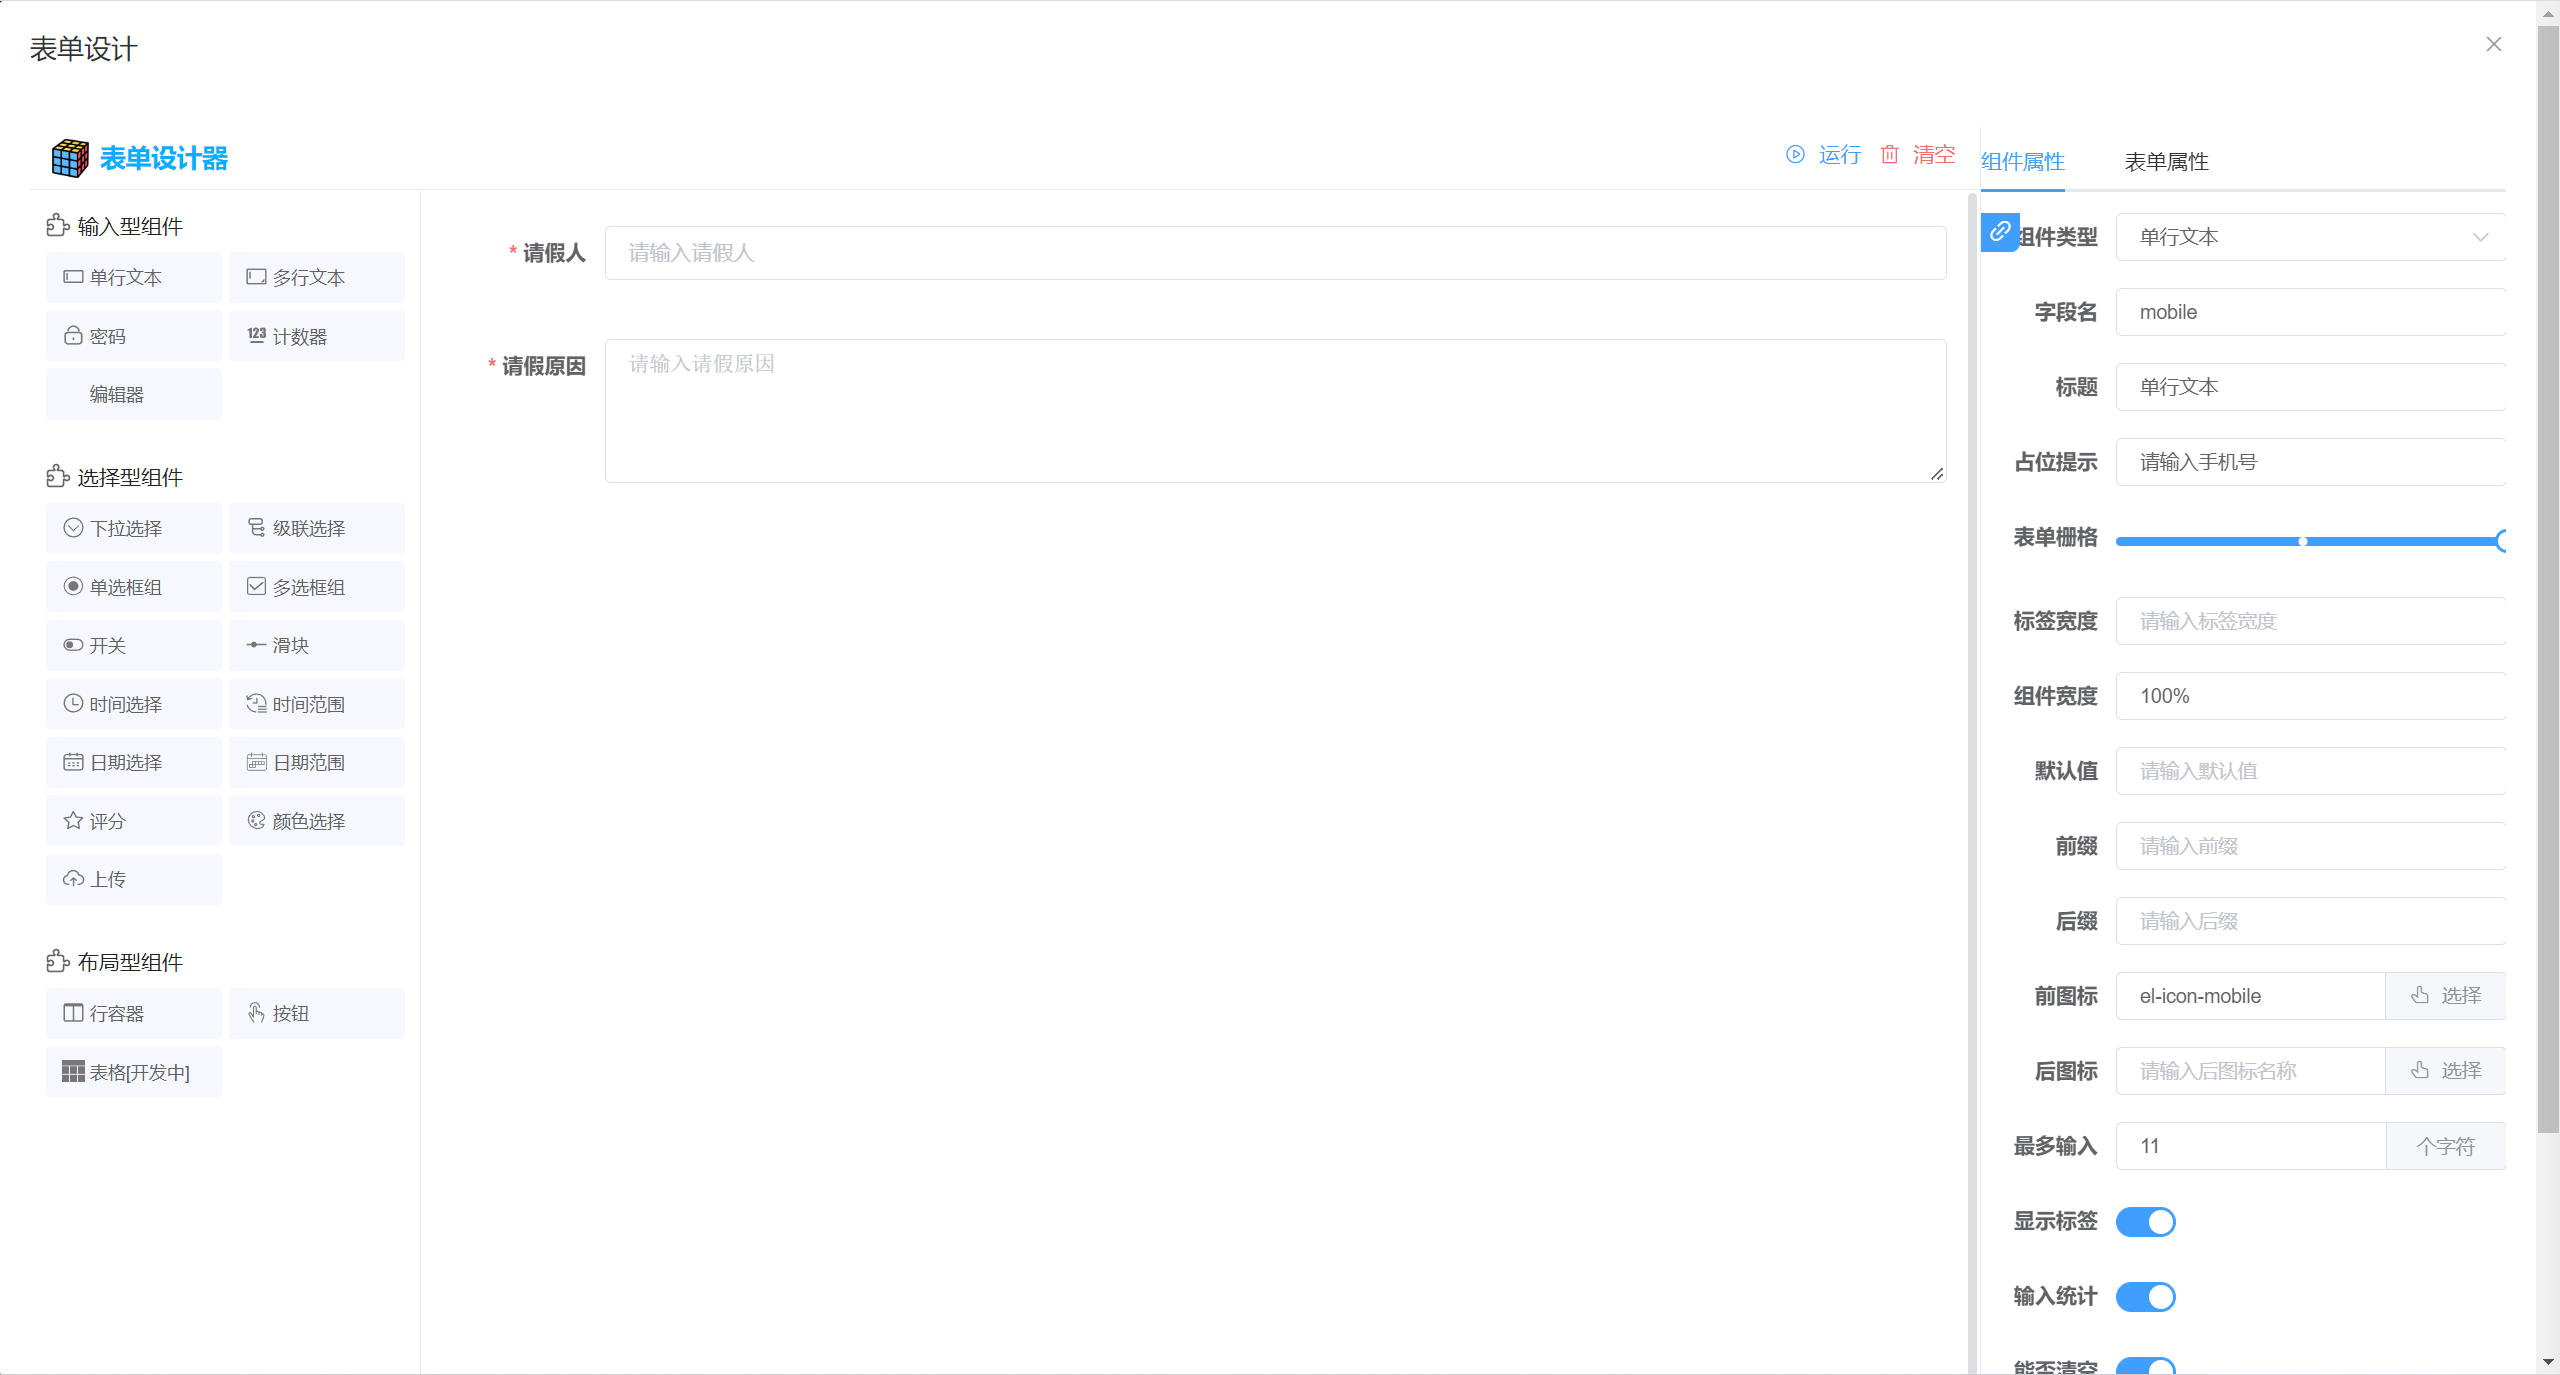 表单设计
表单设计器
运行
清空
组件属性
表单属性
输入型组件
单行文本
多行文本
密码
123 计数器
编辑器
选择型组件
下拉选择
级联选择
单选框组
多选框组
开关
滑块
时间选择
时间范围
日期选择
日期范围
评分
颜色选择
上传
布局型组件
行容器
按钮
表格[开发中]
* 请假人 请输入请假人
* 请假原因 请输入请假原因
组件类型 单行文本
字段名 mobile
标题 单行文本
占位提示 请输入手机号
表单栅格
标签宽度 请输入标签宽度
组件宽度 100%
默认值 请输入默认值
前缀 请输入前缀
后缀 请输入后缀
前图标 el-icon-mobile 选择
后图标 请输入后图标名称 选择
最多输入 11 个字符
显示标签
输入统计
能否清空